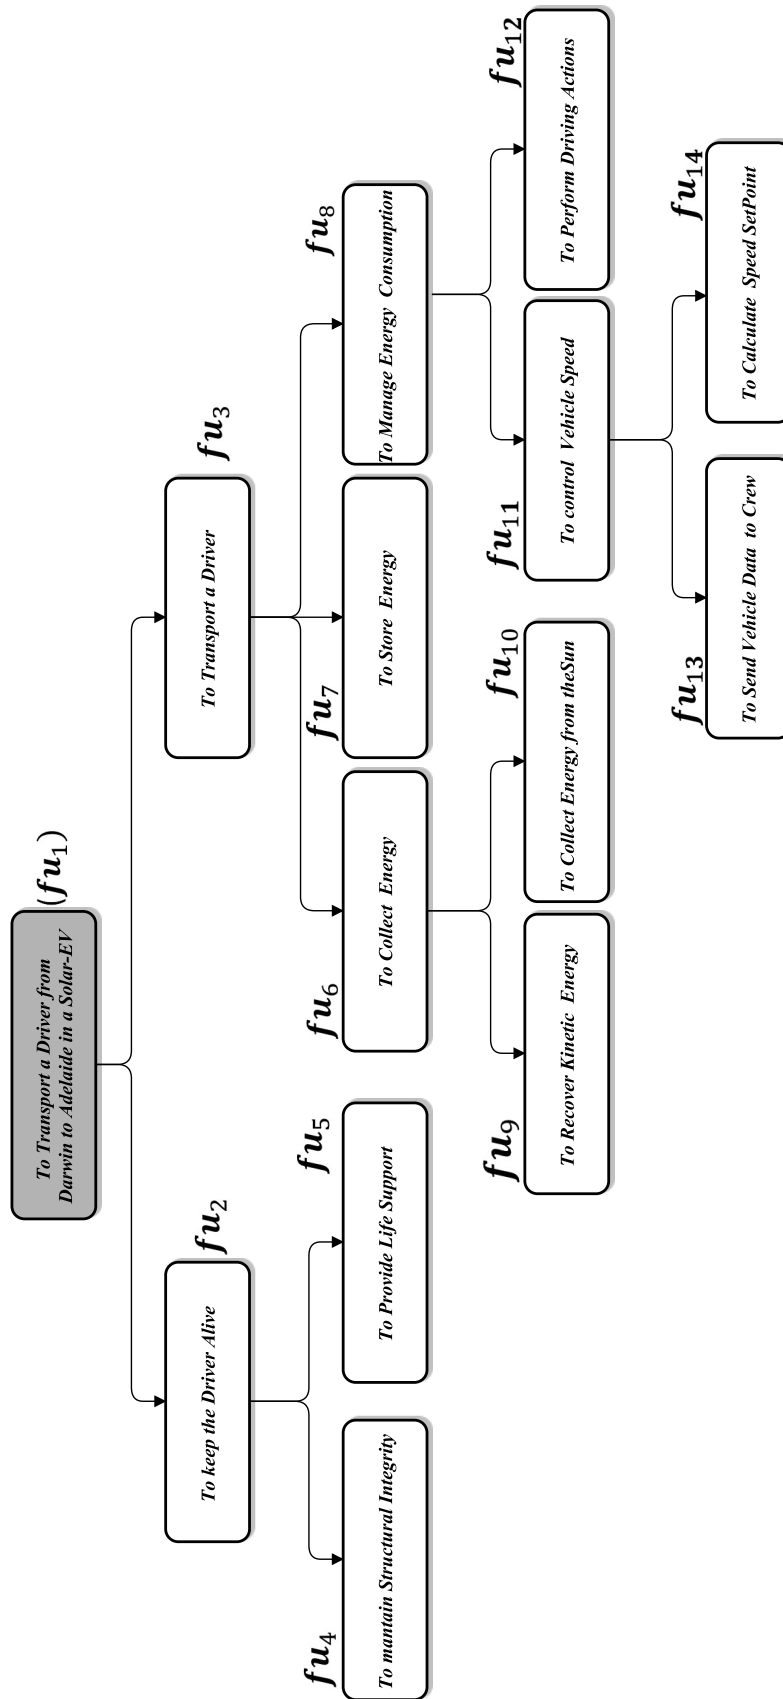 To Transport a Driver from
Darwin to Adelaide in a Solar-EV
(fu1)
To keep the Driver Alive
fu2
To Transport a Driver
fu3
fu4
To mantain Structural Integrity
To Provide Life Support
fu5
fu6
To Collect Energy
fu7
To Store Energy
To Manage Energy Consumption
fu8
fu9
To Recover Kinetic Energy
To Collect Energy from theSun
fu10
fu11
To control Vehicle Speed
To Perform Driving Actions
fu12
fu13
To Send Vehicle Data to Crew
To Calculate Speed SetPoint
fu14